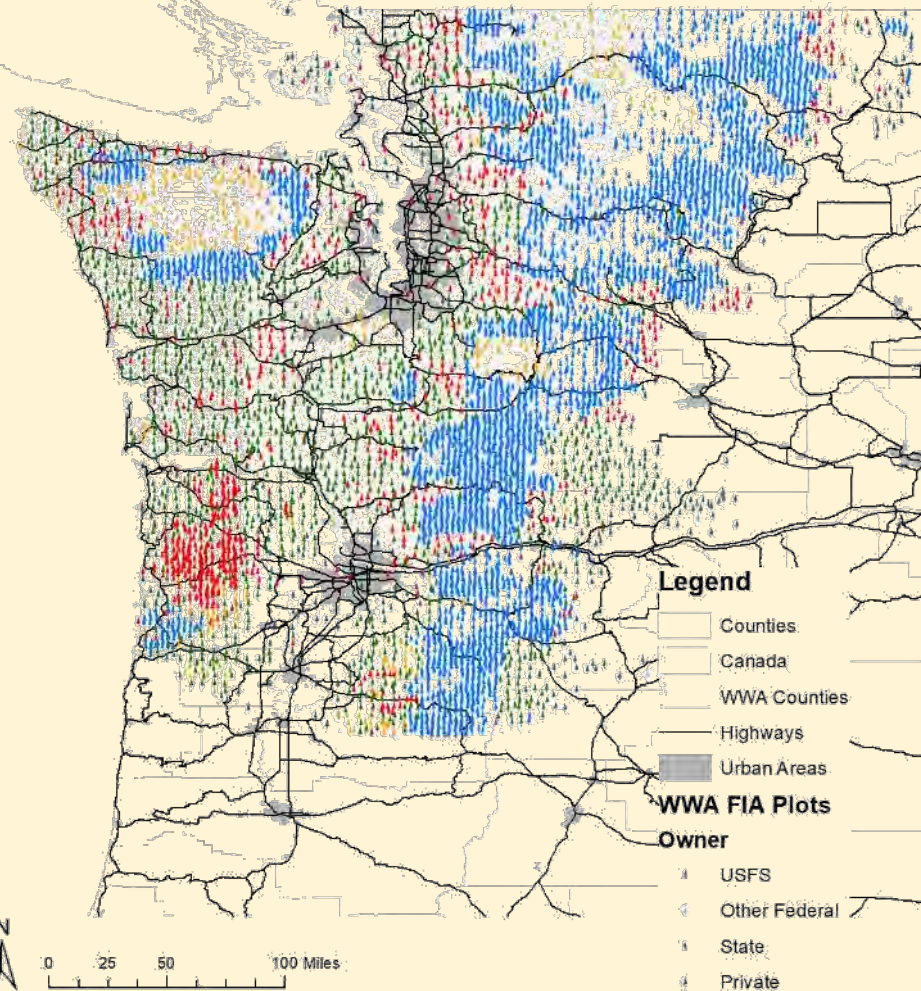 Legend
Counties
Canada
WWA Counties
Highways
Urban Areas
WWA FIA Plots
Owner
USFS
Other Federal
State
Private
N
0 25 50 100 Miles